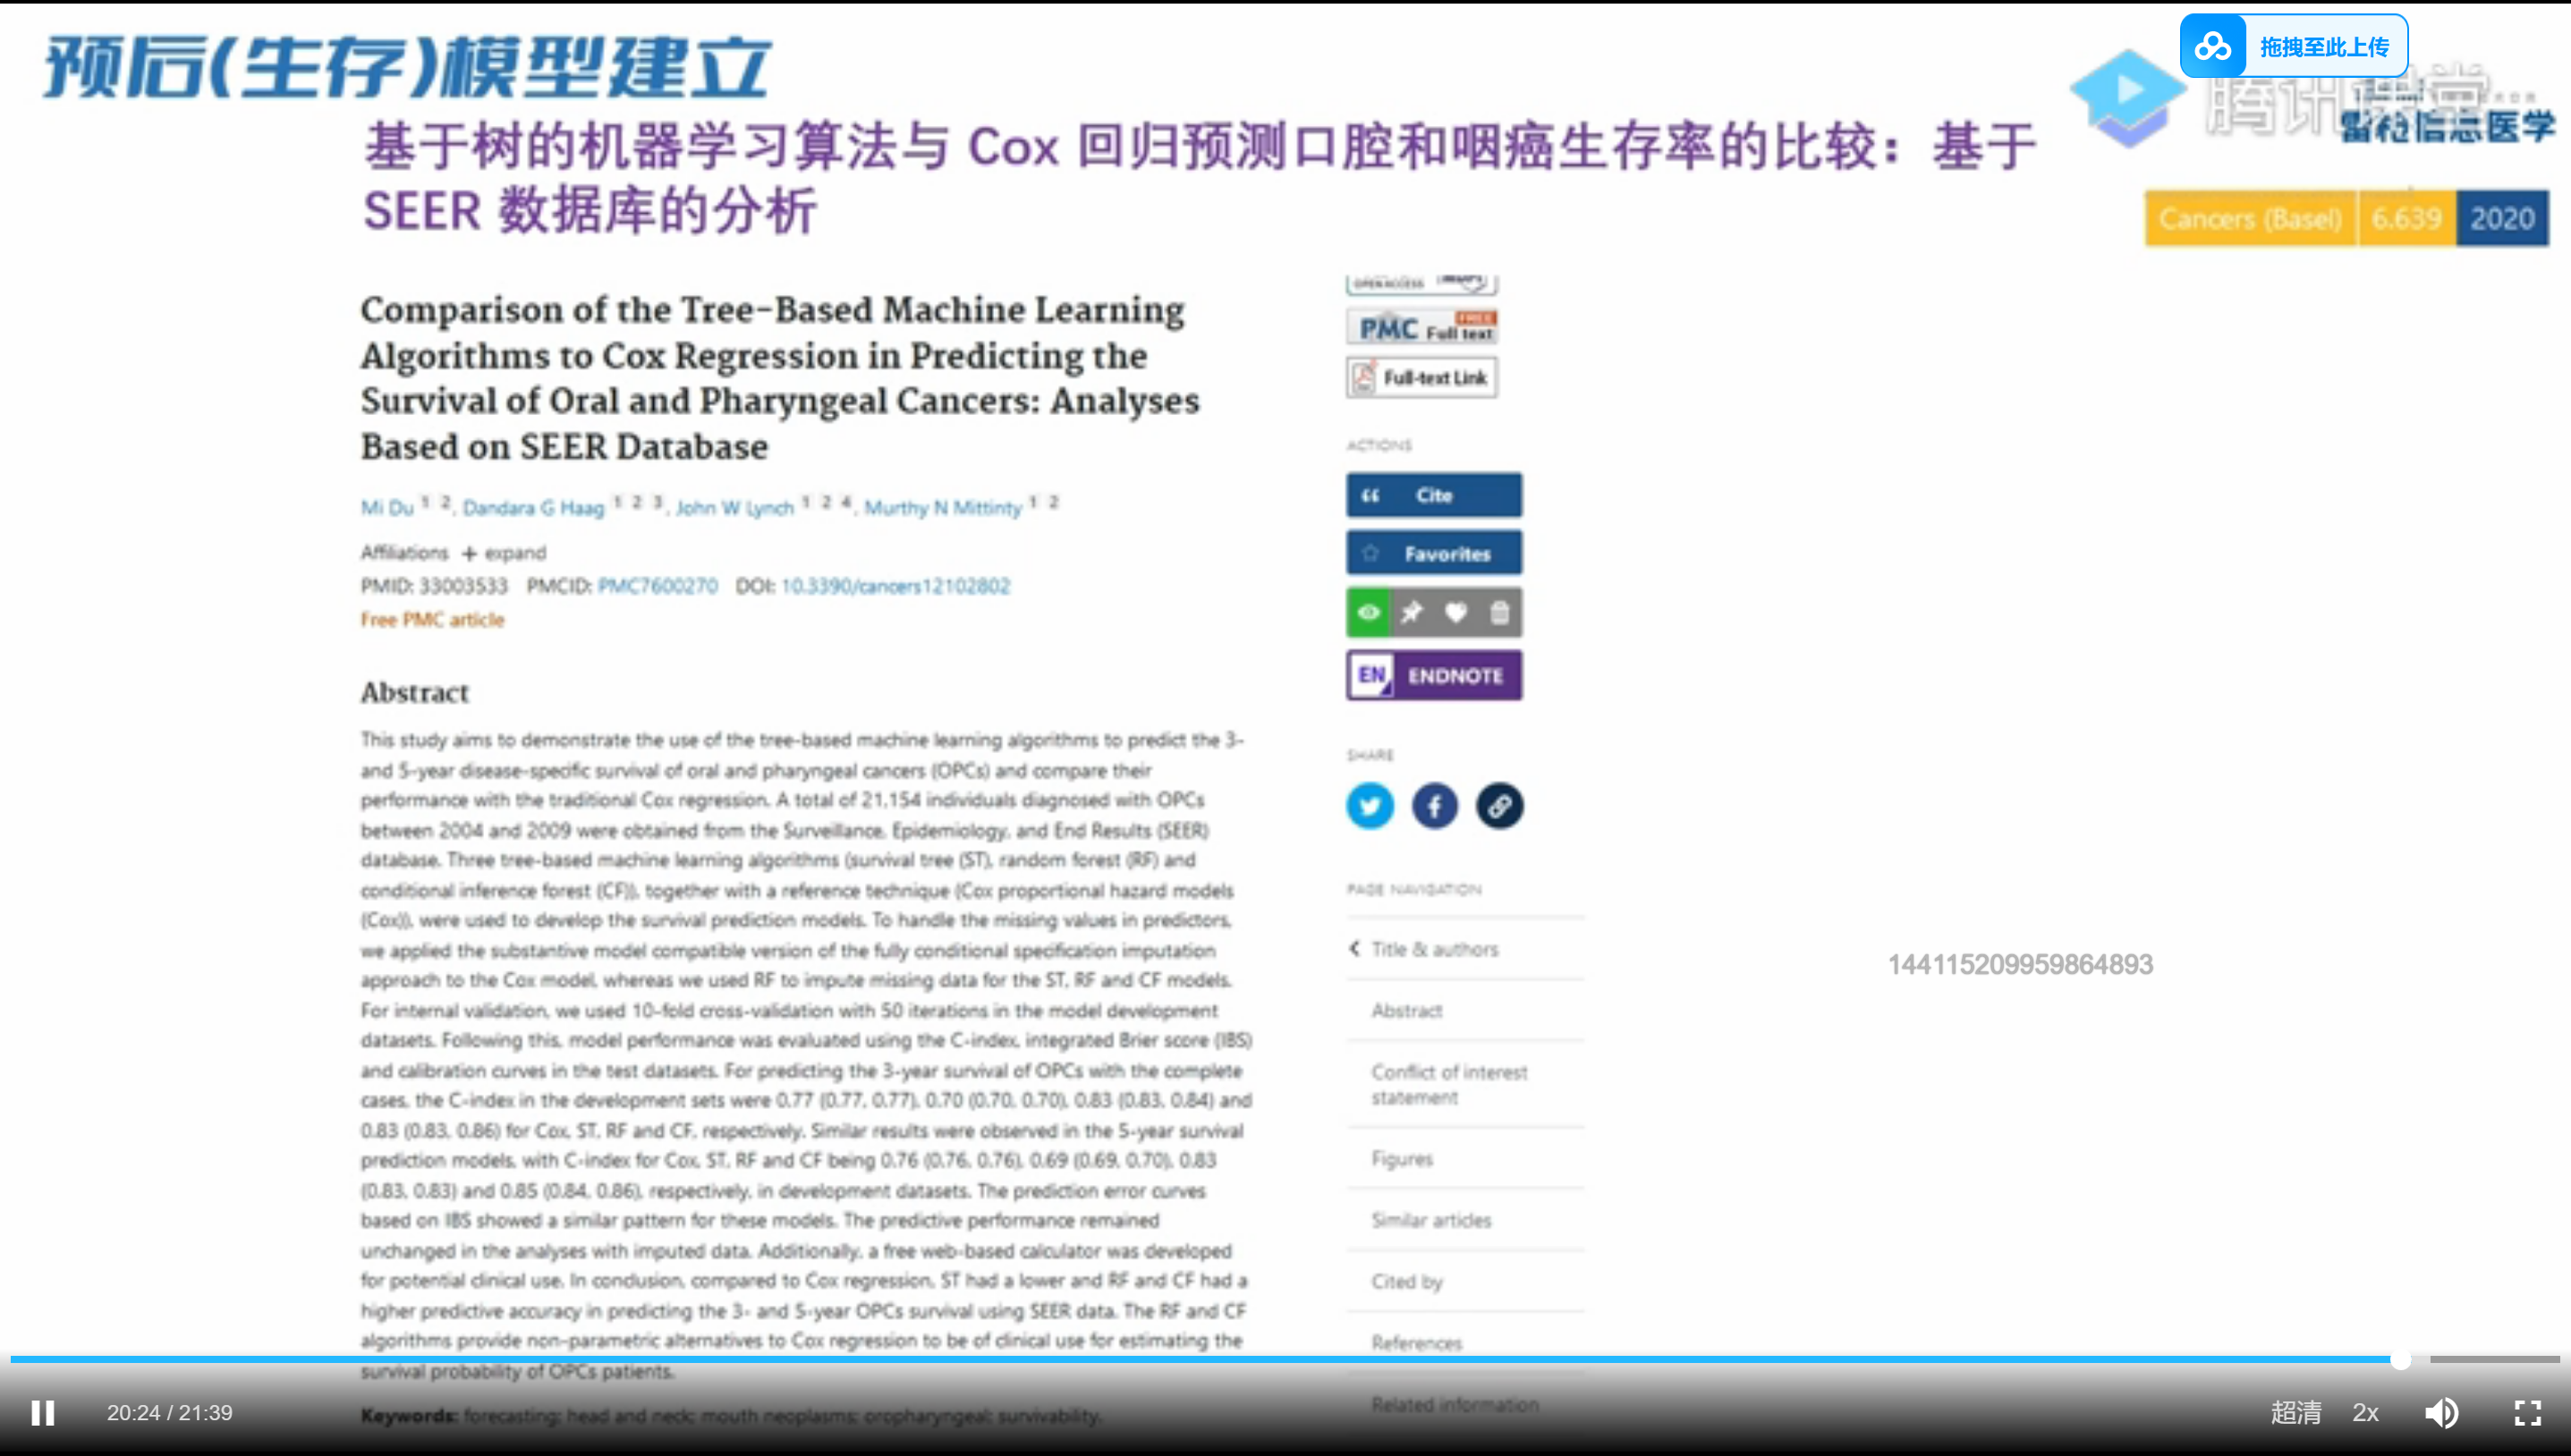 预后(生存)模型建立
拖拽至此上传
腾讯课堂
雷枪信息医学
基于树的机器学习算法与 Cox 回归预测口腔和咽癌生存率的比较：基于
SEER 数据库的分析
Cancers (Basel) 6.639 2020
Comparison of the Tree-Based Machine Learning
Algorithms to Cox Regression in Predicting the
Survival of Oral and Pharyngeal Cancers: Analyses
Based on SEER Database
Mi Du 1 2, Dandara G Haag 1 2 3, John W Lynch 1 2 4, Murthy N Mittinty 1 2
Affiliations + expand
PMID: 33003533 PMCID: PMC7600270 DOI: 10.3390/cancers12102802
Free PMC article
Abstract
This study aims to demonstrate the use of the tree-based machine learning algorithms to predict the 3-
and 5-year disease-specific survival of oral and pharyngeal cancers (OPCs) and compare their
performance with the traditional Cox regression. A total of 21,154 individuals diagnosed with OPCs
between 2004 and 2009 were obtained from the Surveillance, Epidemiology, and End Results (SEER)
database. Three tree-based machine learning algorithms (survival tree (ST), random forest (RF) and
conditional inference forest (CF)), together with a reference technique (Cox proportional hazard models
(Cox)), were used to develop the survival prediction models. To handle the missing values in predictors,
we applied the substantive model compatible version of the fully conditional specification imputation
approach to the Cox model, whereas we used RF to impute missing data for the ST, RF and CF models.
For internal validation, we used 10-fold cross-validation with 50 iterations in the model development
datasets. Following this, model performance was evaluated using the C-index, integrated Brier score (IBS)
and calibration curves in the test datasets. For predicting the 3-year survival of OPCs with the complete
cases, the C-index in the development sets were 0.77 (0.77, 0.77), 0.70 (0.70, 0.70), 0.83 (0.83, 0.84) and
0.83 (0.83, 0.86) for Cox, ST, RF and CF, respectively. Similar results were observed in the 5-year survival
prediction models, with C-index for Cox, ST, RF and CF being 0.76 (0.76, 0.76), 0.69 (0.69, 0.70), 0.83
(0.83, 0.83) and 0.85 (0.84, 0.86), respectively, in development datasets. The prediction error curves
based on IBS showed a similar pattern for these models. The predictive performance remained
unchanged in the analyses with imputed data. Additionally, a free web-based calculator was developed
for potential clinical use. In conclusion, compared to Cox regression, ST had a lower and RF and CF had a
higher predictive accuracy in predicting the 3- and 5-year OPCs survival using SEER data. The RF and CF
algorithms provide non-parametric alternatives to Cox regression to be of clinical use for estimating the
survival probability of OPCs patients.
Keywords: forecasting; head and neck; mouth neoplasms; oropharyngeal; survivability.
OPEN ACCESS
PMC Full text
FREE
Full-text Link
ACTIONS
Cite
Favorites
EN ENDNOTE
SHARE
PAGE NAVIGATION
Title & authors
Abstract
Conflict of interest
statement
Figures
Similar articles
Cited by
References
Related information
144115209959864893
20:24 / 21:39
超清 2x